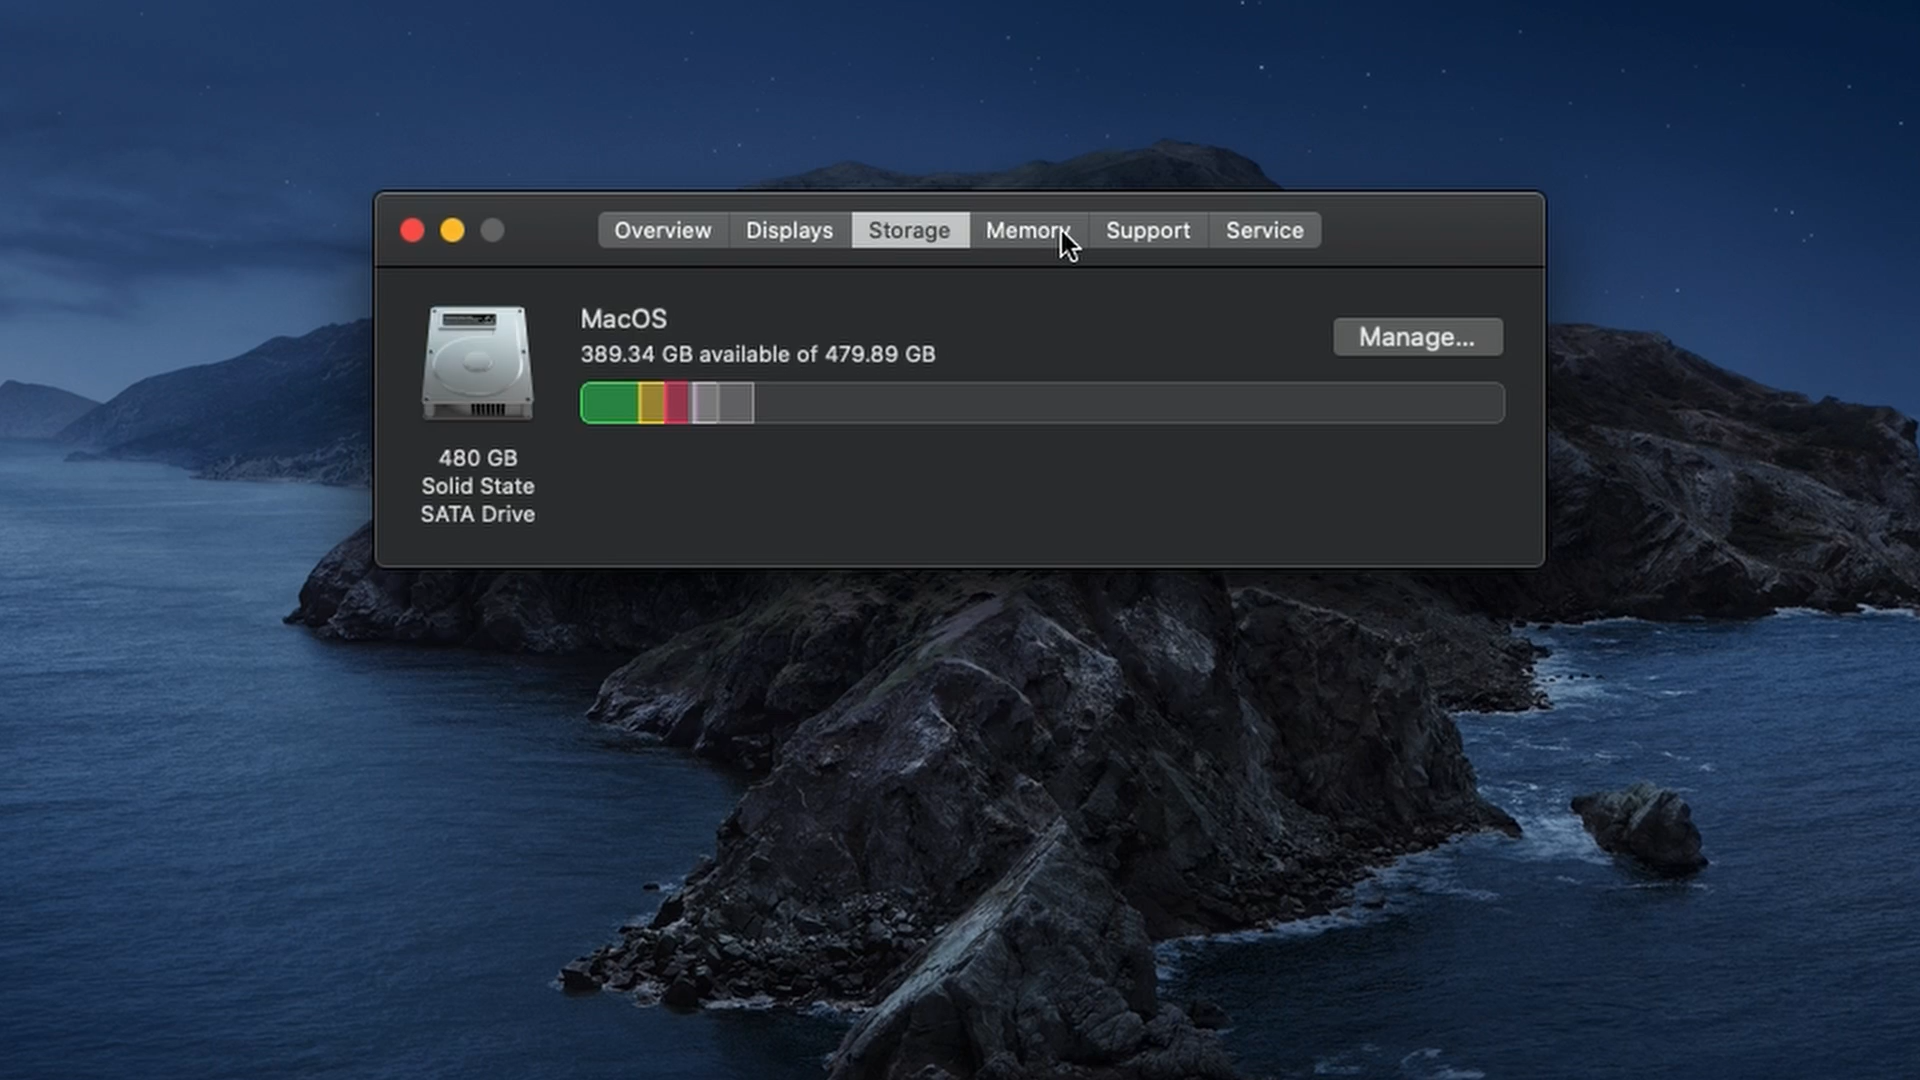 Overview Displays Storage Memory Support Service
MacOS
389.34 GB available of 479.89 GB
Manage...
480 GB
Solid State
SATA Drive